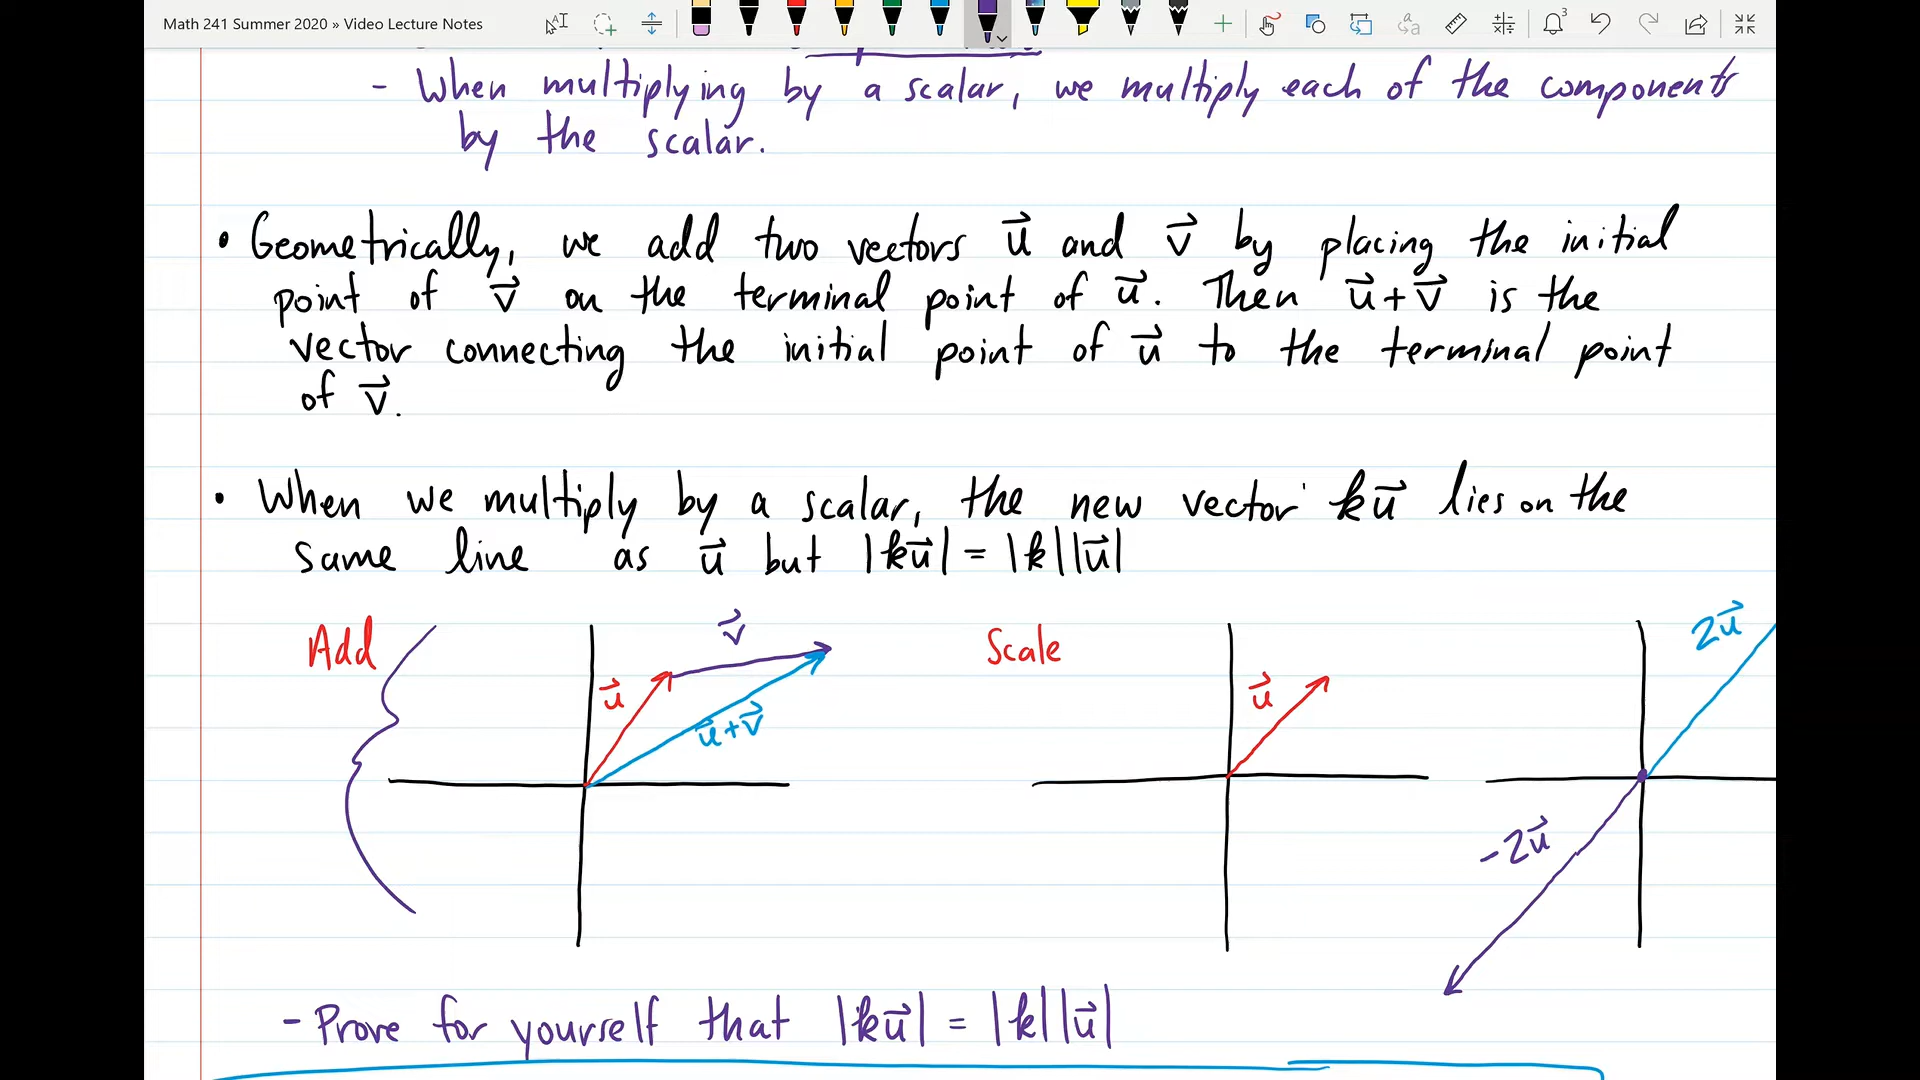 Math 241 Summer 2020 » Video Lecture Notes
- When multiplying by a scalar, we multiply each of the components
by the scalar.
• Geometrically, we add two vectors u⃗ and v⃗ by placing the initial
point of v⃗ on the terminal point of u⃗. Then u⃗+v⃗ is the
vector connecting the initial point of u⃗ to the terminal point
of v⃗.
• When we multiply by a scalar, the new vector ku⃗ lies on the
same line as u⃗ but |ku⃗| = |k||u⃗|
Add
u⃗
v⃗
u⃗+v⃗
Scale
u⃗
2u⃗
-2u⃗
- Prove for yourself that |ku⃗| = |k||u⃗|